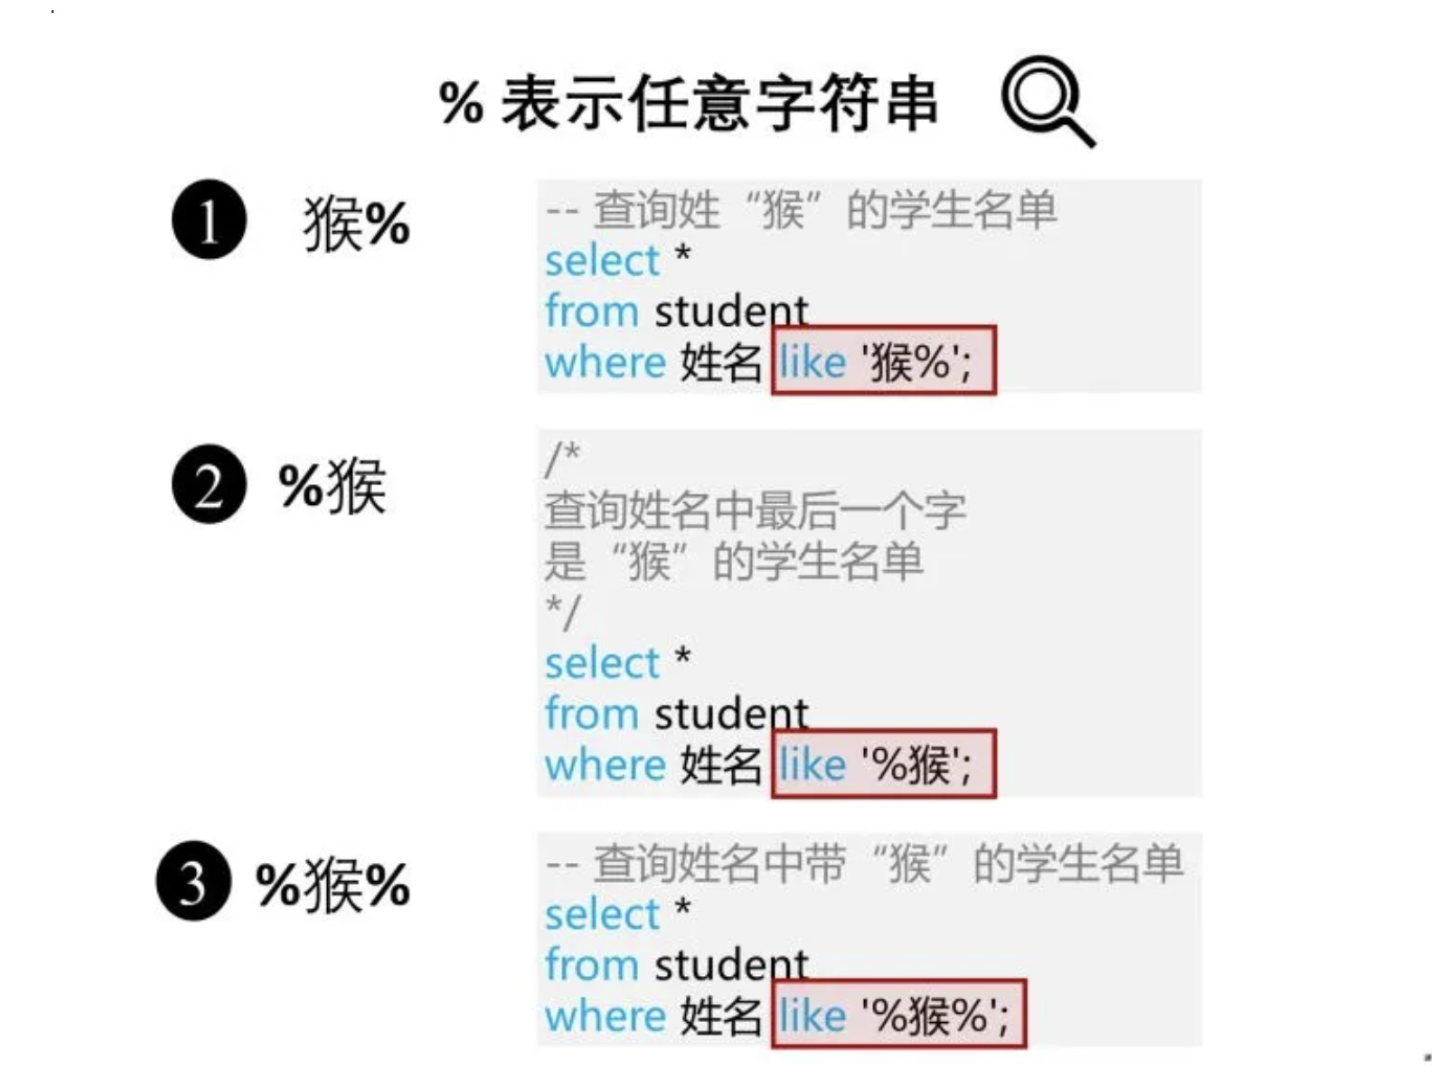 % 表示任意字符串
1 猴%
-- 查询姓“猴”的学生名单
select *
from student
where 姓名 like '猴%';
2 %猴
/*
查询姓名中最后一个字
是“猴”的学生名单
*/
select *
from student
where 姓名 like '%猴';
3 %猴%
-- 查询姓名中带“猴”的学生名单
select *
from student
where 姓名 like '%猴%';